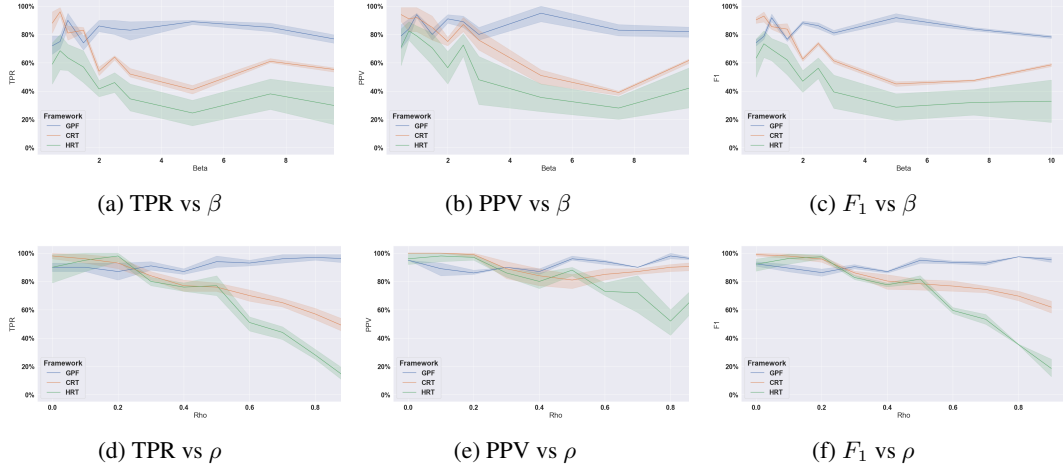 100%
80%
60%
40%
20%
0%
TPR
Framework
GPF
CRT
HRT
2
4
6
8
Beta
(a) TPR vs β
100%
80%
60%
40%
20%
0%
PPV
Framework
GPF
CRT
HRT
2
4
6
8
Beta
(b) PPV vs β
100%
80%
60%
40%
20%
0%
F1
Framework
GPF
CRT
HRT
2
4
6
8
10
Beta
(c) F₁ vs β
100%
80%
60%
40%
20%
0%
TPR
Framework
GPF
CRT
HRT
0.0
0.2
0.4
0.6
0.8
Rho
(d) TPR vs ρ
100%
80%
60%
40%
20%
0%
PPV
Framework
GPF
CRT
HRT
0.0
0.2
0.4
0.6
0.8
Rho
(e) PPV vs ρ
100%
80%
60%
40%
20%
0%
F1
Framework
GPF
CRT
HRT
0.0
0.2
0.4
0.6
0.8
Rho
(f) F₁ vs ρ